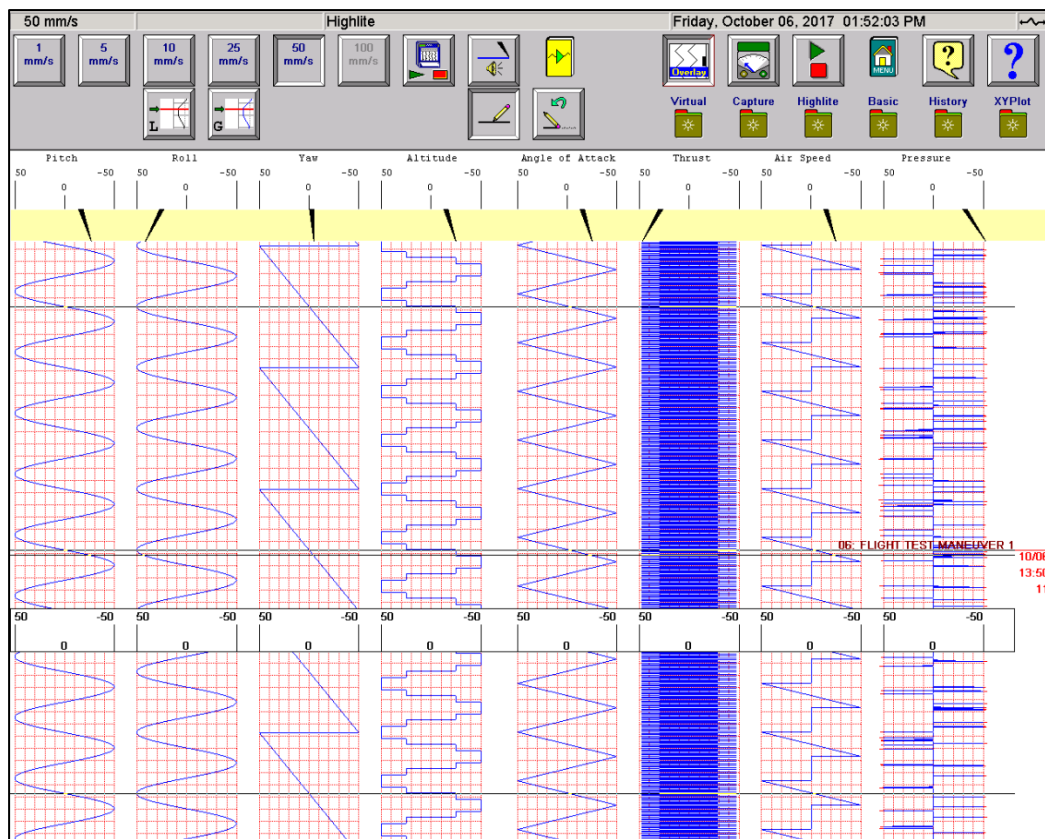 50 mm/s Highlite Friday, October 06, 2017 01:52:03 PM
1 mm/s
5 mm/s
10 mm/s
25 mm/s
50 mm/s
100 mm/s
Overlay
MENU
?
?
L
G
Virtual Capture Highlite Basic History XYPlot
Pitch Roll Yaw Altitude Angle of Attack Thrust Air Speed Pressure
50 -50 50 -50 50 -50 50 -50 50 -50 50 -50 50 -50 50 -50
0 0 0 0 0 0 0 0
06: FLIGHT TEST MANEUVER 1
10/06
13:50
11
50 -50 50 -50 50 -50 50 -50 50 -50 50 -50 50 -50 50 -50
0 0 0 0 0 0 0 0